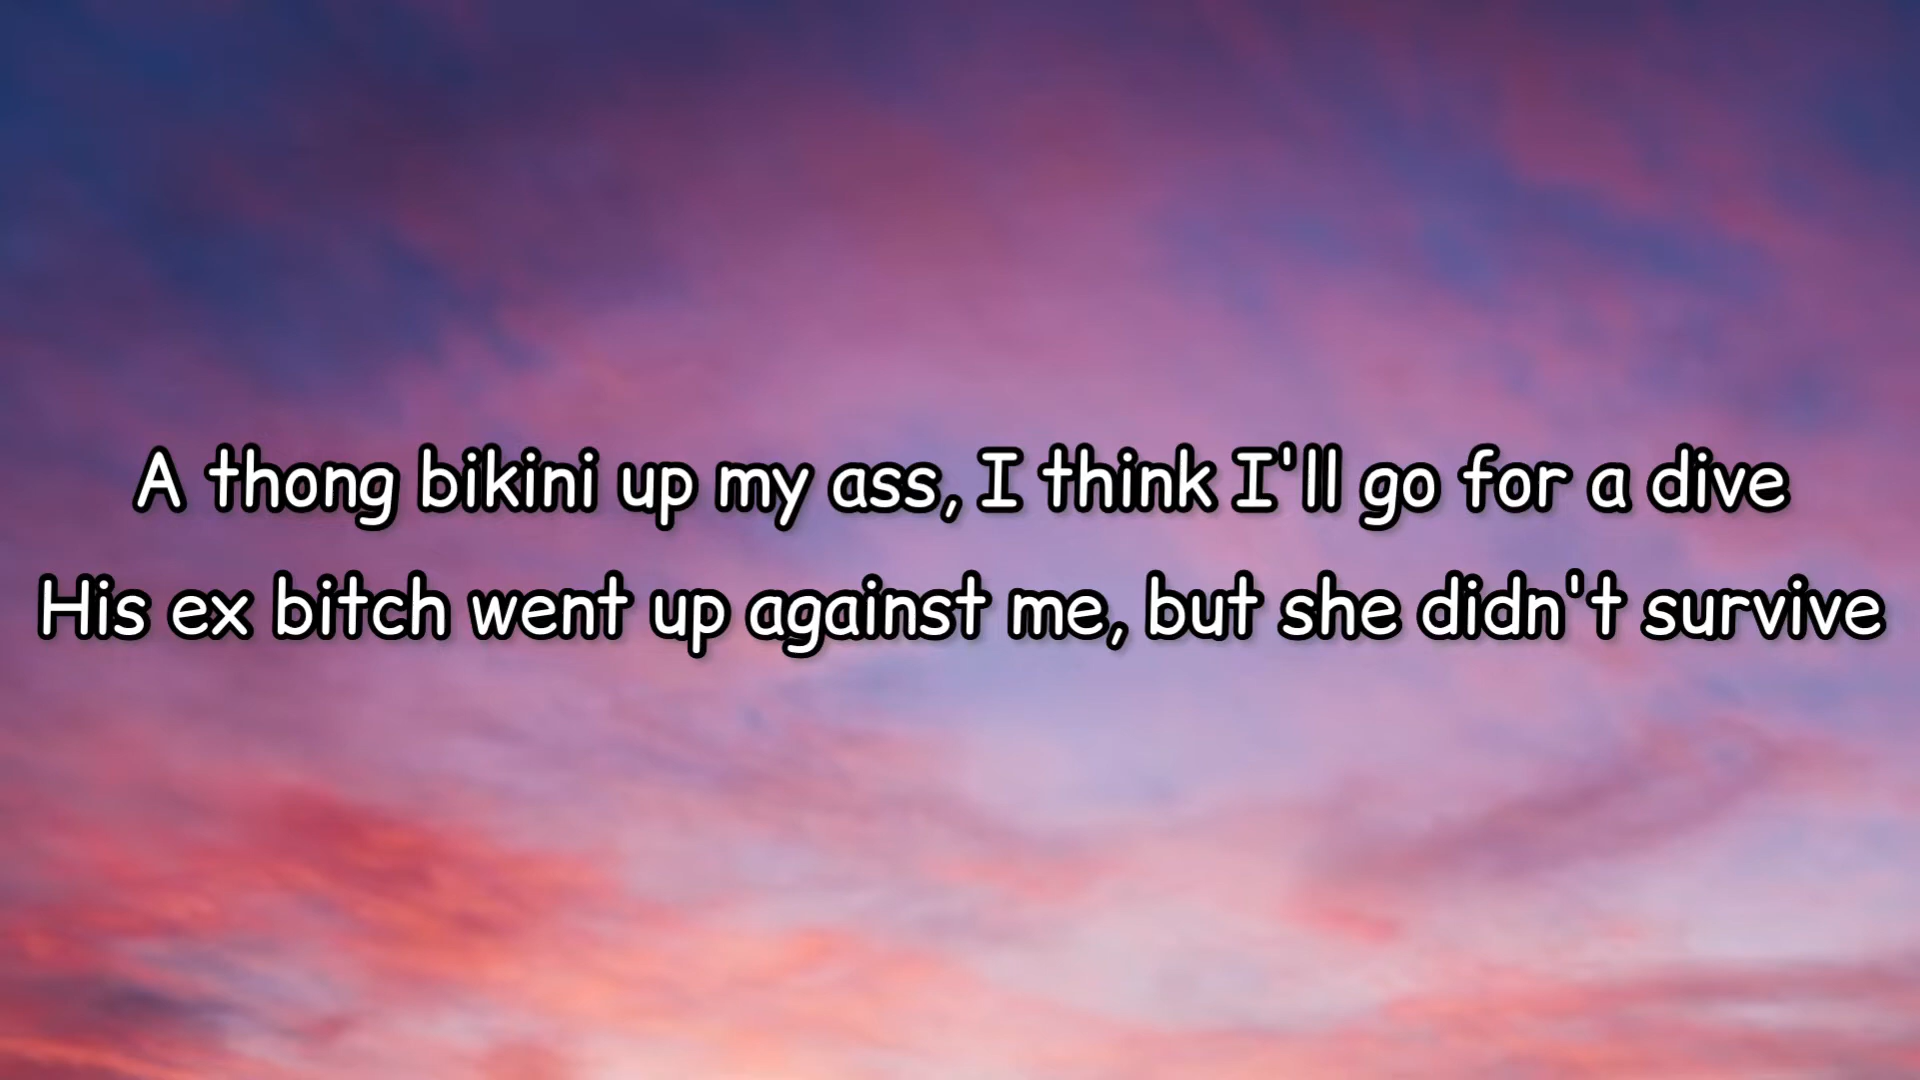 A thong bikini up my ass, I think I'll go for a dive
His ex bitch went up against me, but she didn't survive